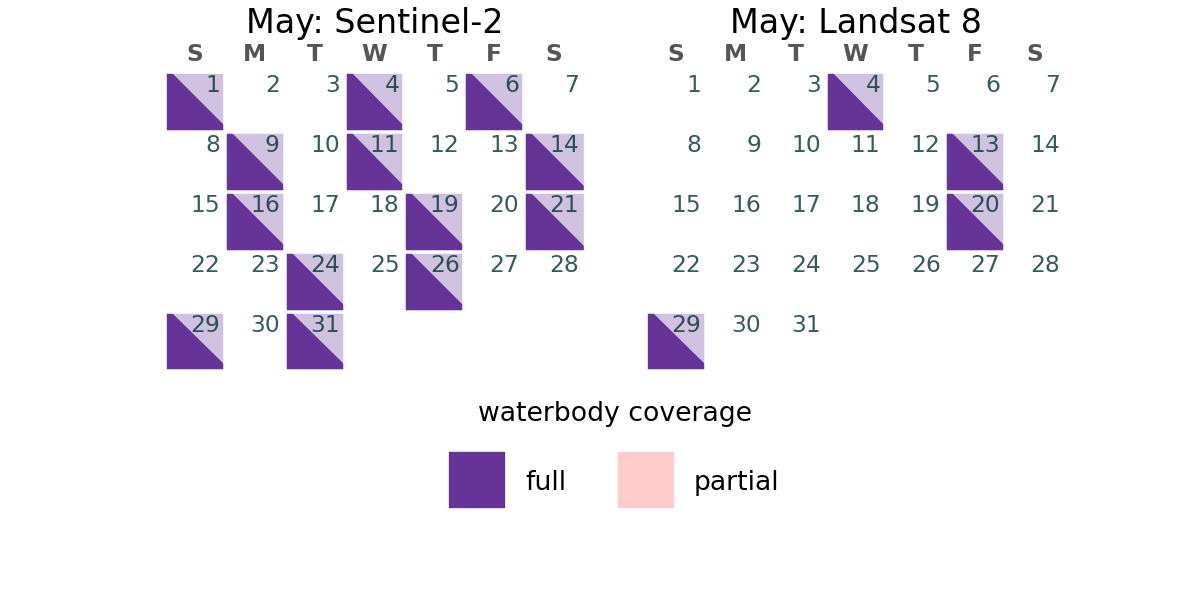 May: Sentinel-2
S M T W T F S
1 2 3 4 5 6 7
8 9 10 11 12 13 14
15 16 17 18 19 20 21
22 23 24 25 26 27 28
29 30 31
May: Landsat 8
S M T W T F S
1 2 3 4 5 6 7
8 9 10 11 12 13 14
15 16 17 18 19 20 21
22 23 24 25 26 27 28
29 30 31
waterbody coverage
full partial